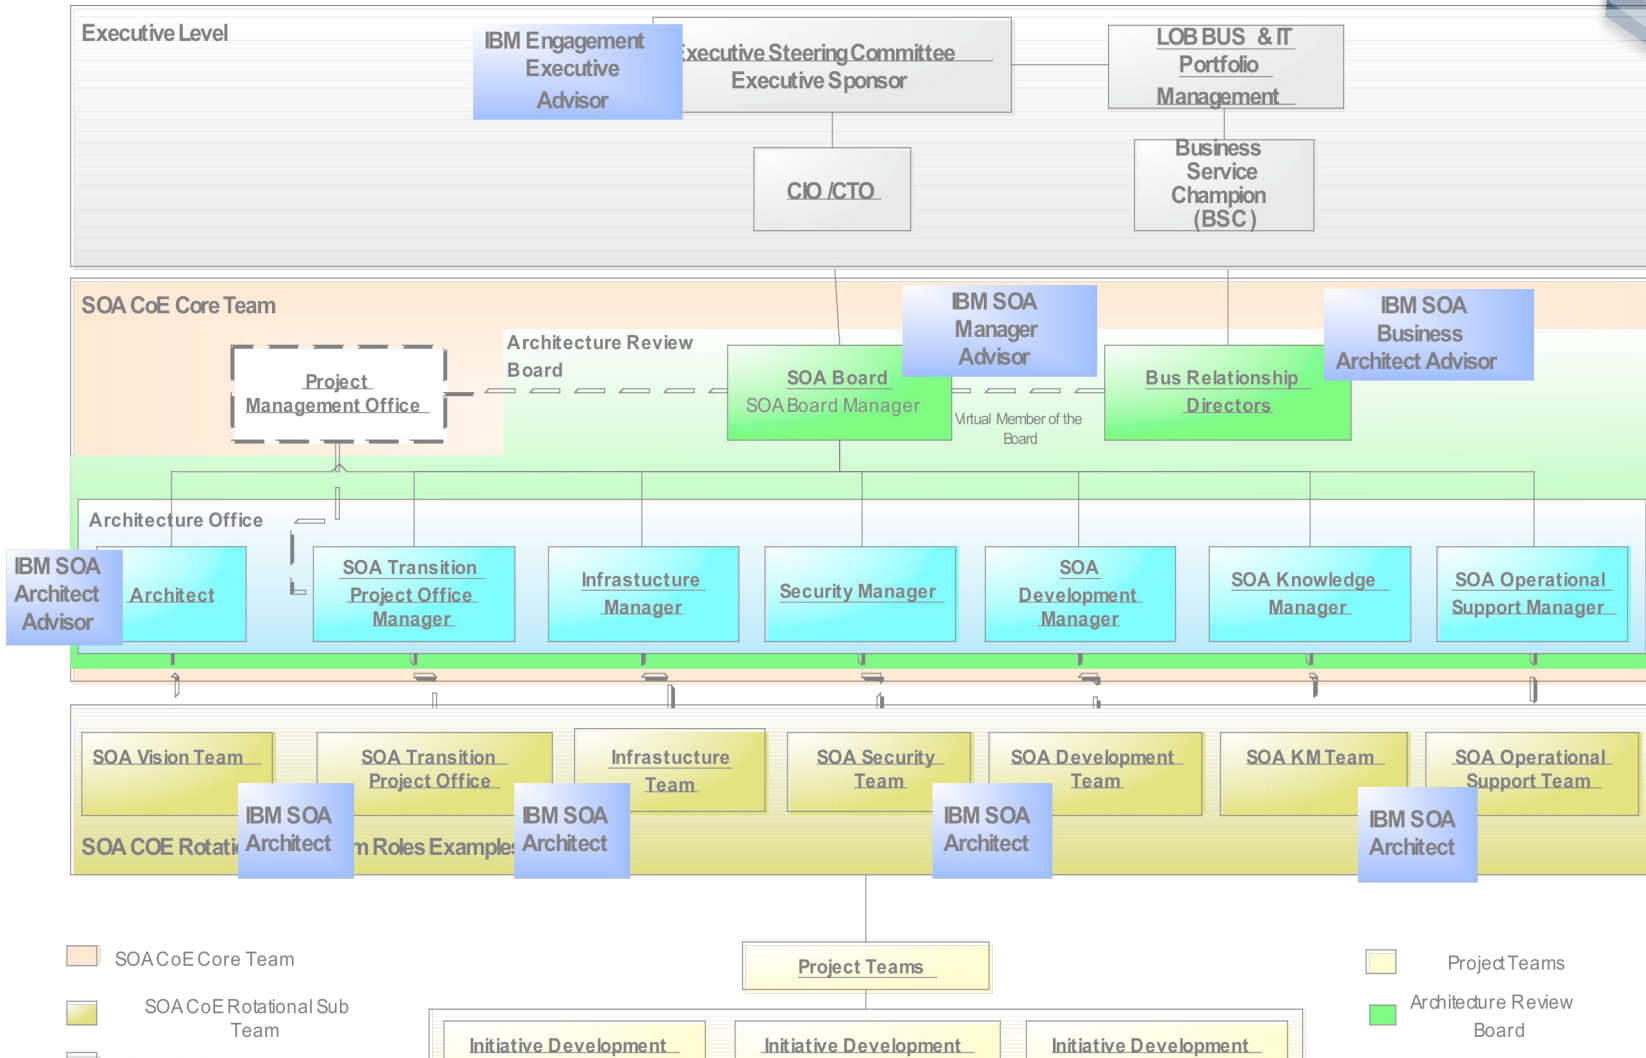 Executive Level
IBM Engagement
Executive
Advisor
Executive Steering Committee
Executive Sponsor
LOB BUS & IT
Portfolio
Management
CIO /CTO
Business
Service
Champion
(BSC)
SOA CoE Core Team
IBM SOA
Manager
Advisor
IBM SOA
Business
Architect Advisor
Architecture Review
Board
Project
Management Office
SOA Board
SOA Board Manager
Virtual Member of the
Board
Bus Relationship
Directors
Architecture Office
IBM SOA
Architect
Advisor
Architect
SOA Transition
Project Office
Manager
Infrastucture
Manager
Security Manager
SOA
Development
Manager
SOA Knowledge
Manager
SOA Operational
Support Manager
SOA Vision Team
SOA Transition
Project Office
Infrastucture
Team
SOA Security
Team
SOA Development
Team
SOA KM Team
SOA Operational
Support Team
SOA COE Rotati m Roles Examples
IBM SOA
Architect
IBM SOA
Architect
IBM SOA
Architect
IBM SOA
Architect
Project Teams
SOA CoE Core Team
SOA CoE Rotational Sub
Team
Project Teams
Architecture Review
Board
Initiative Development
Initiative Development
Initiative Development